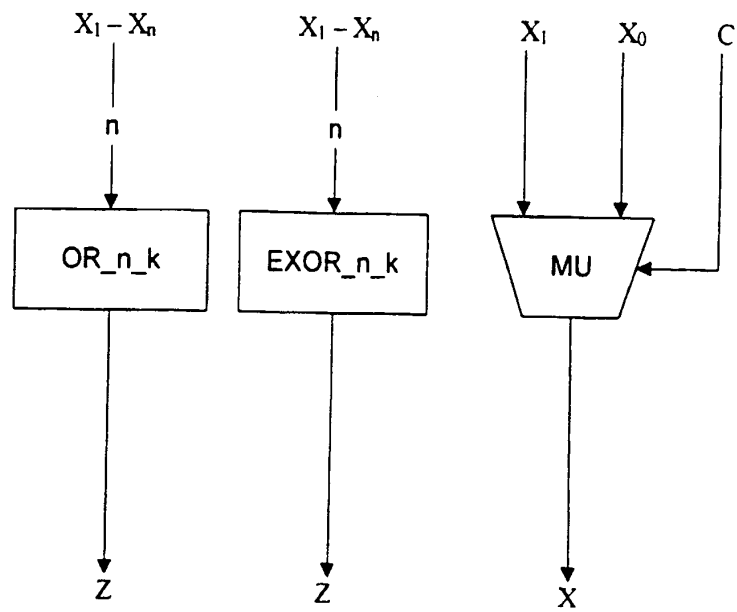 X₁ – Xₙ X₁ – Xₙ X₁ X₀ C
n n
OR_n_k EXOR_n_k MU
Z Z X